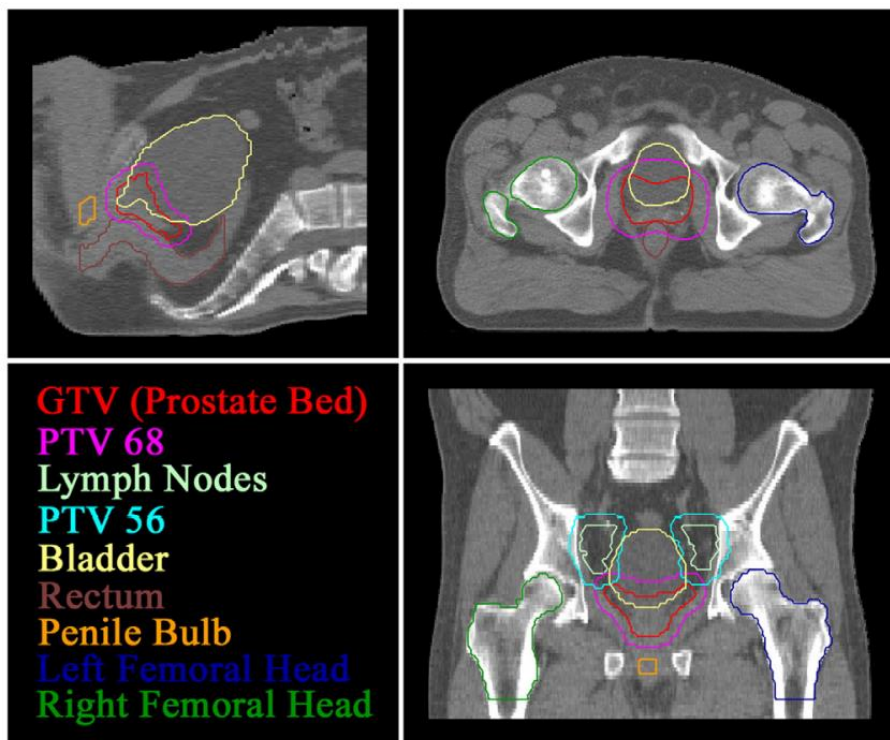 GTV (Prostate Bed)
PTV 68
Lymph Nodes
PTV 56
Bladder
Rectum
Penile Bulb
Left Femoral Head
Right Femoral Head